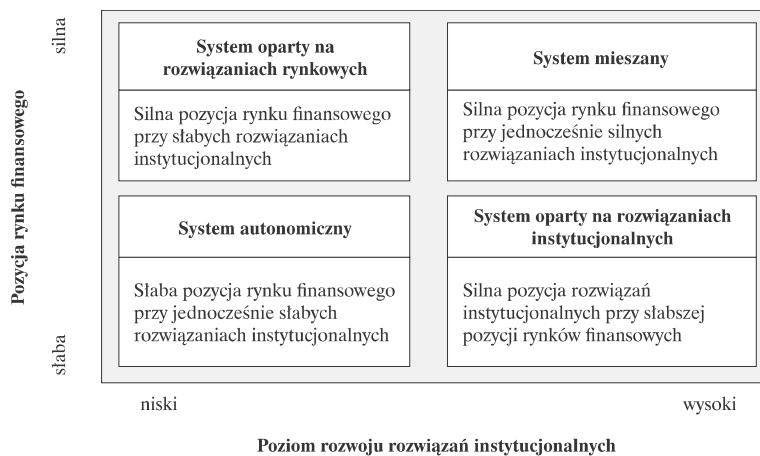 silna
Pozycja rynku finansowego
słaba
System oparty na
rozwiązaniach rynkowych
Silna pozycja rynku finansowego
przy słabych rozwiązaniach
instytucjonalnych
System mieszany
Silna pozycja rynku finansowego
przy jednocześnie silnych
rozwiązaniach instytucjonalnych
System autonomiczny
Słaba pozycja rynku finansowego
przy jednocześnie słabych
rozwiązaniach instytucjonalnych
System oparty na rozwiązaniach
instytucjonalnych
Silna pozycja rozwiązań
instytucjonalnych przy słabszej
pozycji rynków finansowych
niski
wysoki
Poziom rozwoju rozwiązań instytucjonalnych